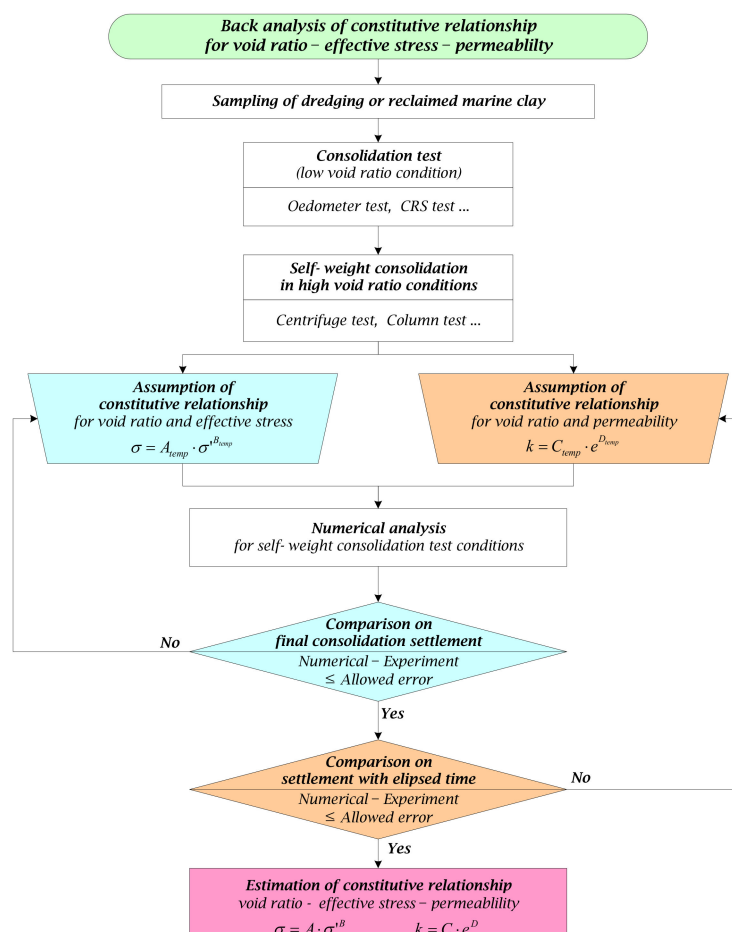 Back analysis of constitutive relationship
for void ratio – effective stress – permeablilty
Sampling of dredging or reclaimed marine clay
Consolidation test
(low void ratio condition)
Oedometer test, CRS test ...
Self- weight consolidation
in high void ratio conditions
Centrifuge test, Column test ...
Assumption of
constitutive relationship
for void ratio and effective stress
σ = A_temp · σ'^B_temp
Assumption of
constitutive relationship
for void ratio and permeability
k = C_temp · e^D_temp
Numerical analysis
for self- weight consolidation test conditions
Comparison on
final consolidation settlement
Numerical – Experiment
≤ Allowed error
No
Yes
Comparison on
settlement with elipsed time
Numerical – Experiment
≤ Allowed error
No
Yes
Estimation of constitutive relationship
void ratio - effective stress – permeablility
σ = A · σ'^B k = C · e^D